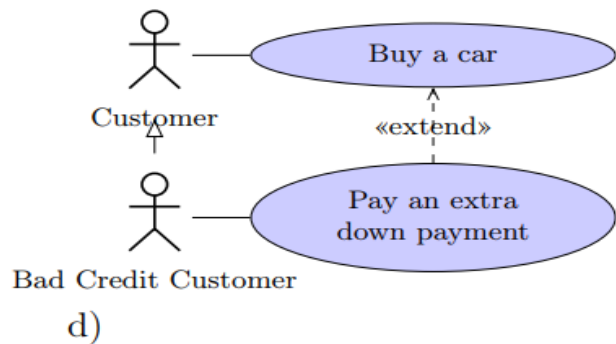 Buy a car
Customer
«extend»
Pay an extra
down payment
Bad Credit Customer
d)